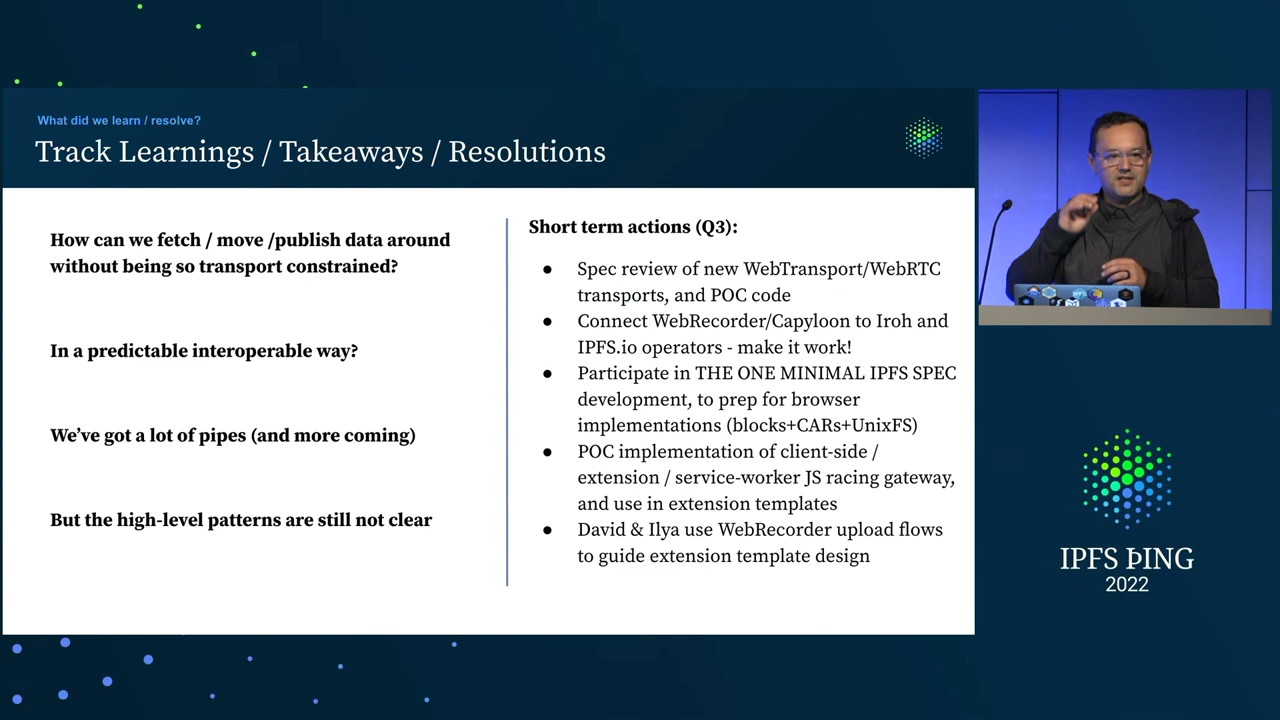 What did we learn / resolve?
Track Learnings / Takeaways / Resolutions
How can we fetch / move /publish data around
without being so transport constrained?
In a predictable interoperable way?
We've got a lot of pipes (and more coming)
But the high-level patterns are still not clear
Short term actions (Q3):
● Spec review of new WebTransport/WebRTC
transports, and POC code
● Connect WebRecorder/Capyloon to Iroh and
IPFS.io operators - make it work!
● Participate in THE ONE MINIMAL IPFS SPEC
development, to prep for browser
implementations (blocks+CARs+UnixFS)
● POC implementation of client-side /
extension / service-worker JS racing gateway,
and use in extension templates
● David & Ilya use WebRecorder upload flows
to guide extension template design
IPFS ÞING
2022